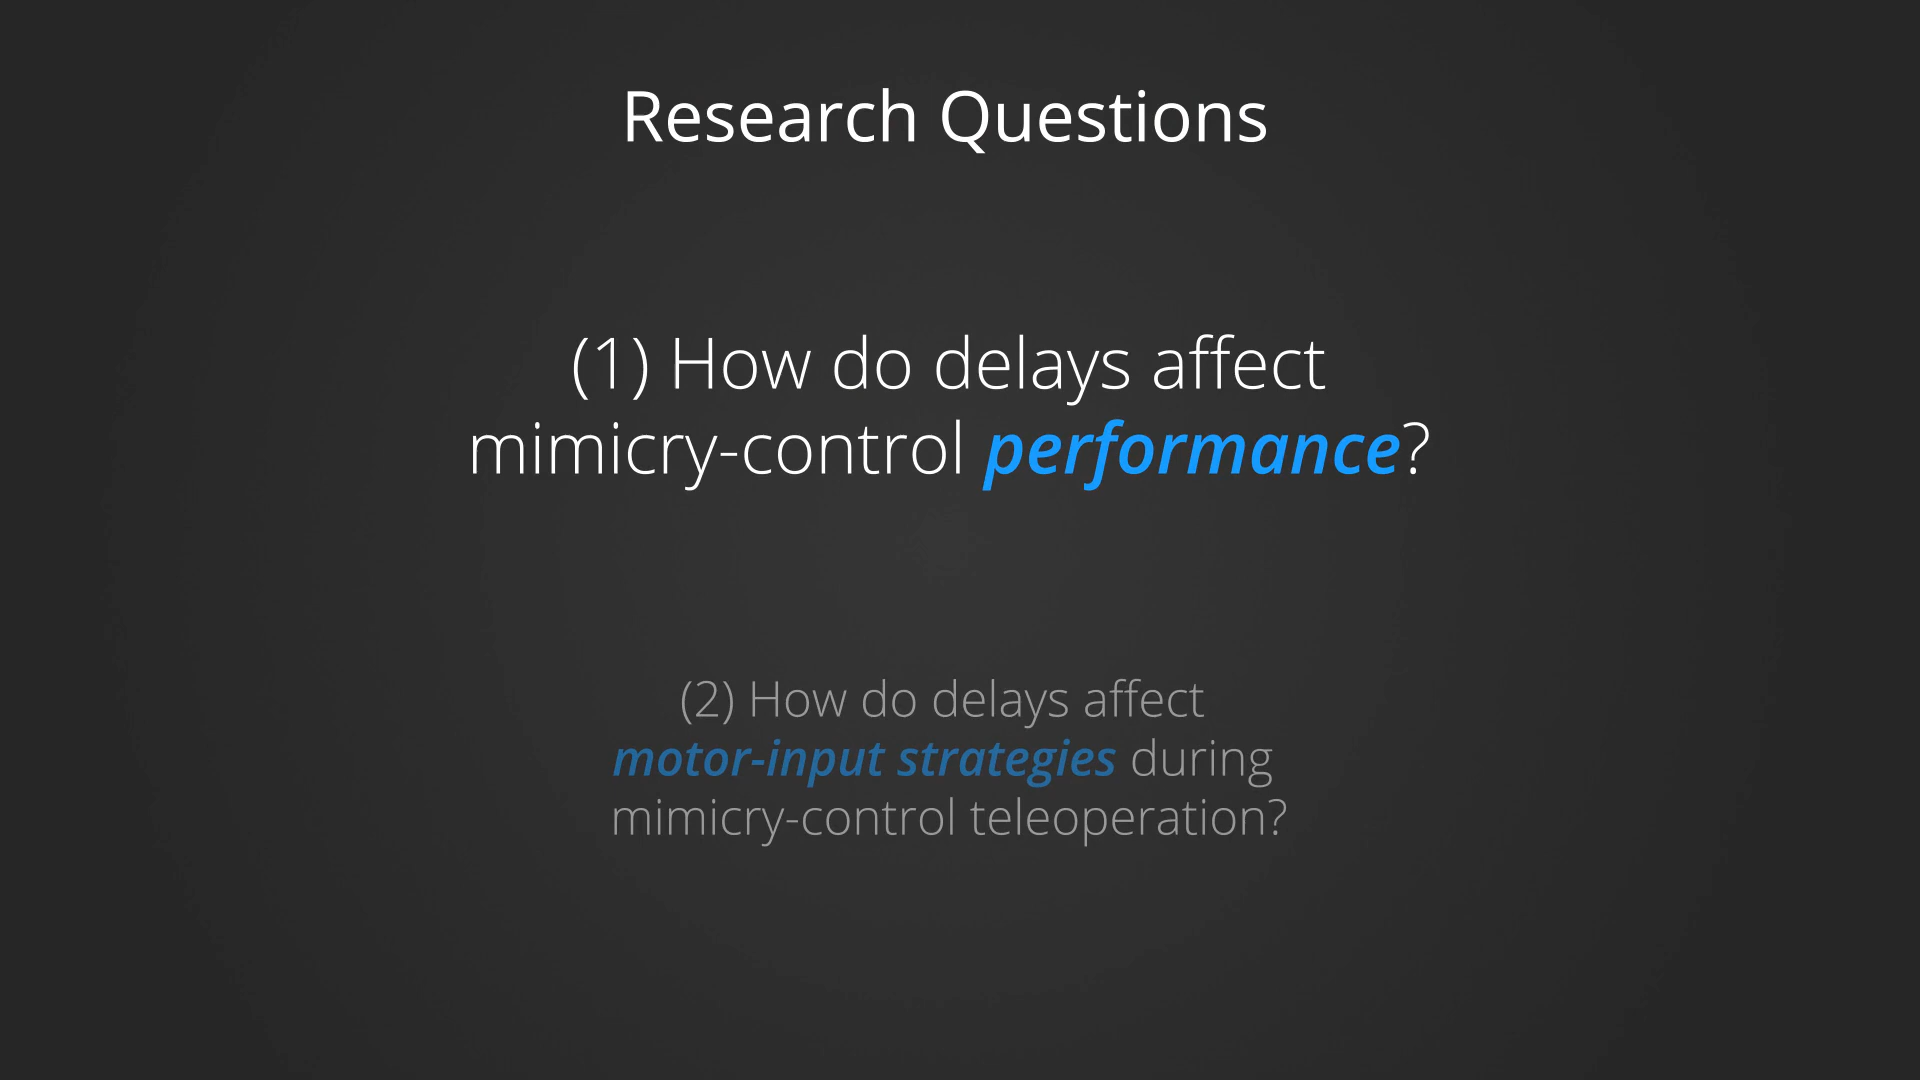 Research Questions
(1) How do delays affect
mimicry-control performance?
(2) How do delays affect
motor-input strategies during
mimicry-control teleoperation?